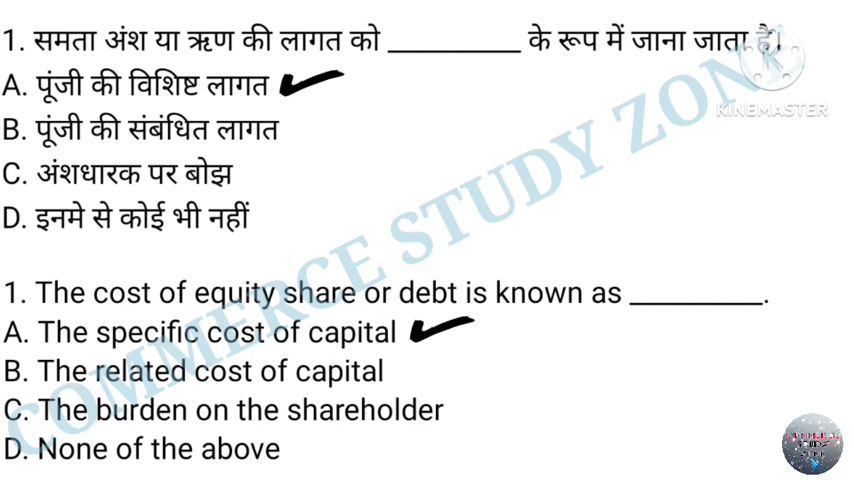 1. समता अंश या ऋण की लागत को __________ के रूप में जाना जाता है।
A. पूंजी की विशिष्ट लागत
B. पूंजी की संबंधित लागत
C. अंशधारक पर बोझ
D. इनमे से कोई भी नहीं
1. The cost of equity share or debt is known as __________.
A. The specific cost of capital
B. The related cost of capital
C. The burden on the shareholder
D. None of the above
COMMERCE STUDY ZONE
K
KINEMASTER